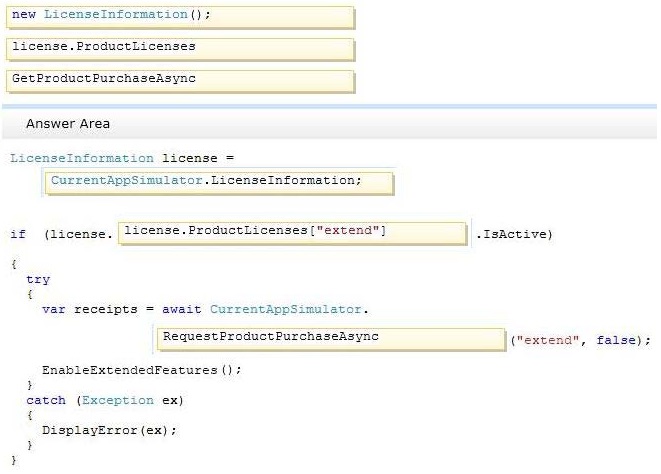 new LicenseInformation();
license.ProductLicenses
GetProductPurchaseAsync
Answer Area
LicenseInformation license =
CurrentAppSimulator.LicenseInformation;
if (license. license.ProductLicenses["extend"] .IsActive)
{
try
{
var receipts = await CurrentAppSimulator.
RequestProductPurchaseAsync ("extend", false);
EnableExtendedFeatures();
}
catch (Exception ex)
{
DisplayError(ex);
}
}